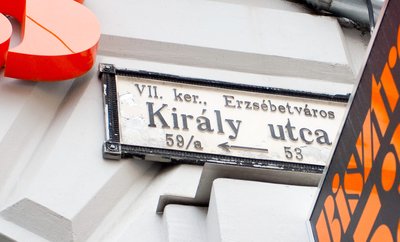 VII. ker., Erzsébetváros
Király utca
59/a ← 53